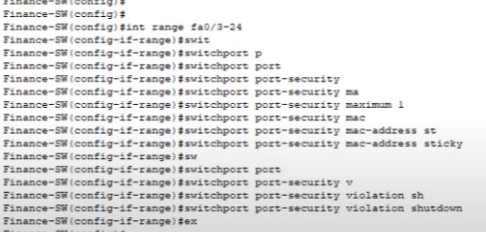 Finance-SW(config)#
Finance-SW(config)#
Finance-SW(config)#int range fa0/3-24
Finance-SW(config-if-range)#swit
Finance-SW(config-if-range)#switchport p
Finance-SW(config-if-range)#switchport port
Finance-SW(config-if-range)#switchport port-security
Finance-SW(config-if-range)#switchport port-security ma
Finance-SW(config-if-range)#switchport port-security maximum 1
Finance-SW(config-if-range)#switchport port-security mac
Finance-SW(config-if-range)#switchport port-security mac-address st
Finance-SW(config-if-range)#switchport port-security mac-address sticky
Finance-SW(config-if-range)#sw
Finance-SW(config-if-range)#switchport port
Finance-SW(config-if-range)#switchport port-security v
Finance-SW(config-if-range)#switchport port-security violation sh
Finance-SW(config-if-range)#switchport port-security violation shutdown
Finance-SW(config-if-range)#ex